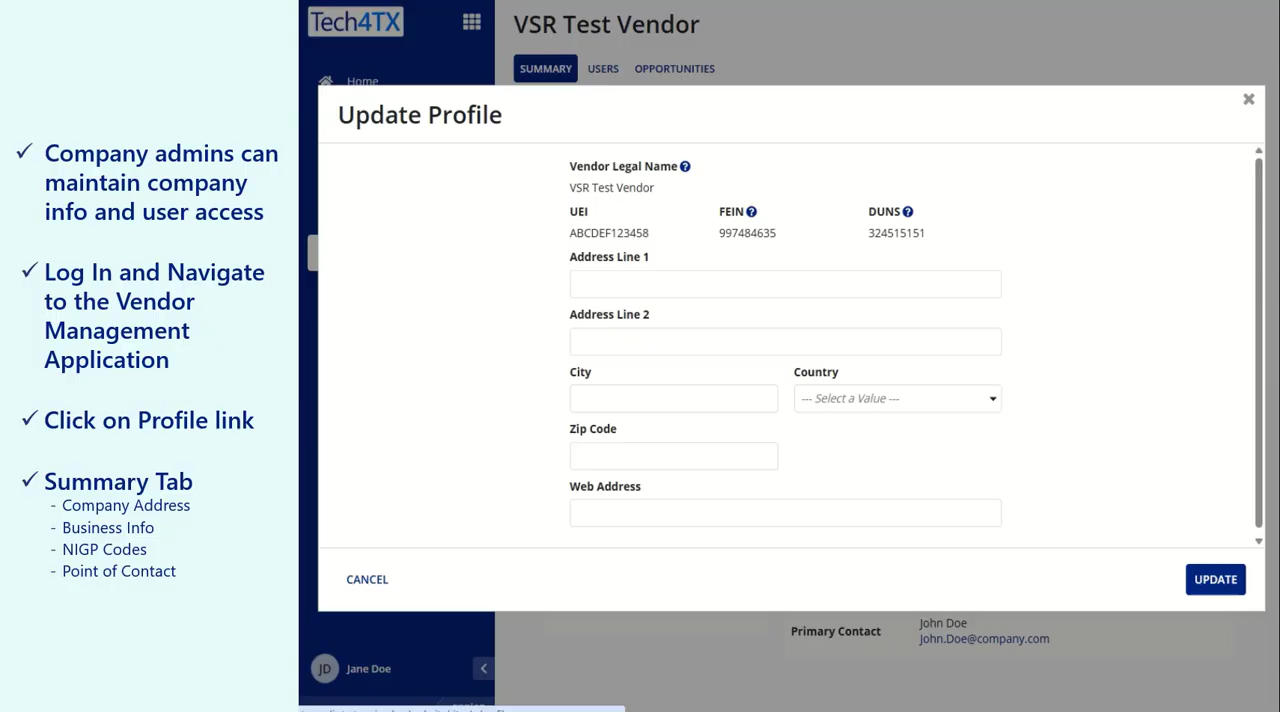 ✓ Company admins can
maintain company
info and user access
✓ Log In and Navigate
to the Vendor
Management
Application
✓ Click on Profile link
✓ Summary Tab
- Company Address
- Business Info
- NIGP Codes
- Point of Contact
Tech4TX
Home
JD Jane Doe
VSR Test Vendor
SUMMARY USERS OPPORTUNITIES
Update Profile
Vendor Legal Name
VSR Test Vendor
UEI FEIN DUNS
ABCDEF123458 997484635 324515151
Address Line 1
Address Line 2
City Country
--- Select a Value ---
Zip Code
Web Address
CANCEL UPDATE
Primary Contact John Doe
John.Doe@company.com